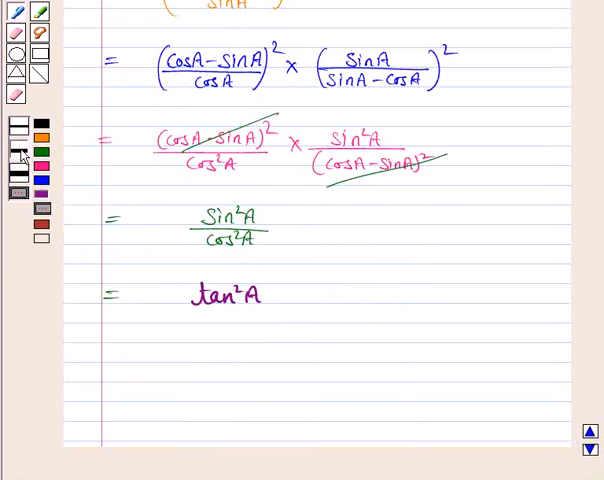 sinA
= ((cosA - sinA)/cosA)² × (sinA/(sinA - cosA))²
= (cosA - sinA)²/cos²A × sin²A/(cosA - sinA)²
= sin²A/cos²A
= tan²A